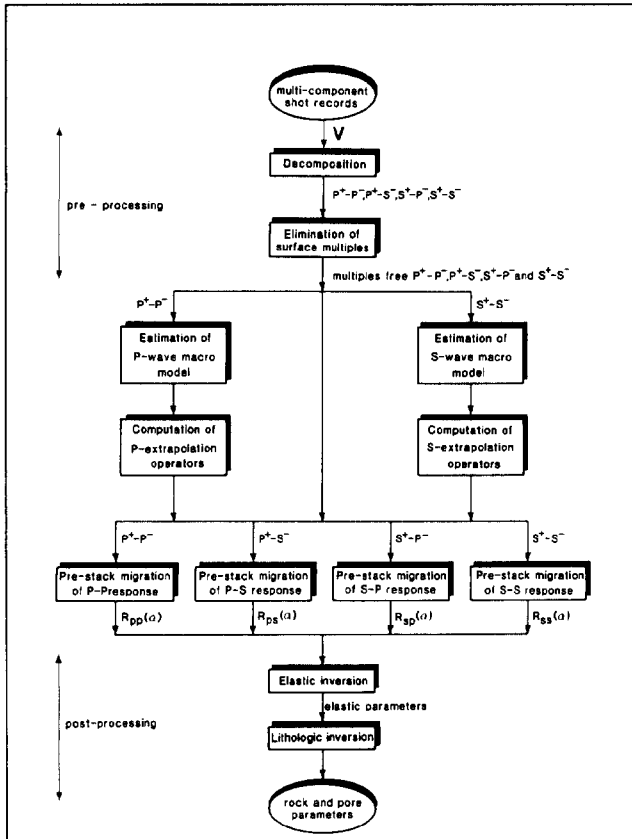 multi-component
shot records
V
Decomposition
P⁺-P⁻,P⁺-S⁻,S⁺-P⁻,S⁺-S⁻
pre - processing
Elimination of
surface multiples
multiples free P⁺-P⁻,P⁺-S⁻,S⁺-P⁻ and S⁺-S⁻
P⁺-P⁻
S⁺-S⁻
Estimation of
P-wave macro
model
Estimation of
S-wave macro
model
Computation of
P-extrapolation
operators
Computation of
S-extrapolation
operators
P⁺-P⁻
P⁺-S⁻
S⁺-P⁻
S⁺-S⁻
Pre-stack migration
of P-Presponse
Pre-stack migration
of P-S response
Pre-stack migration
of S-P response
Pre-stack migration
of S-S response
Rpp(α)
Rps(α)
Rsp(α)
Rss(α)
Elastic inversion
elastic parameters
post-processing
Lithologic inversion
rock and pore
parameters